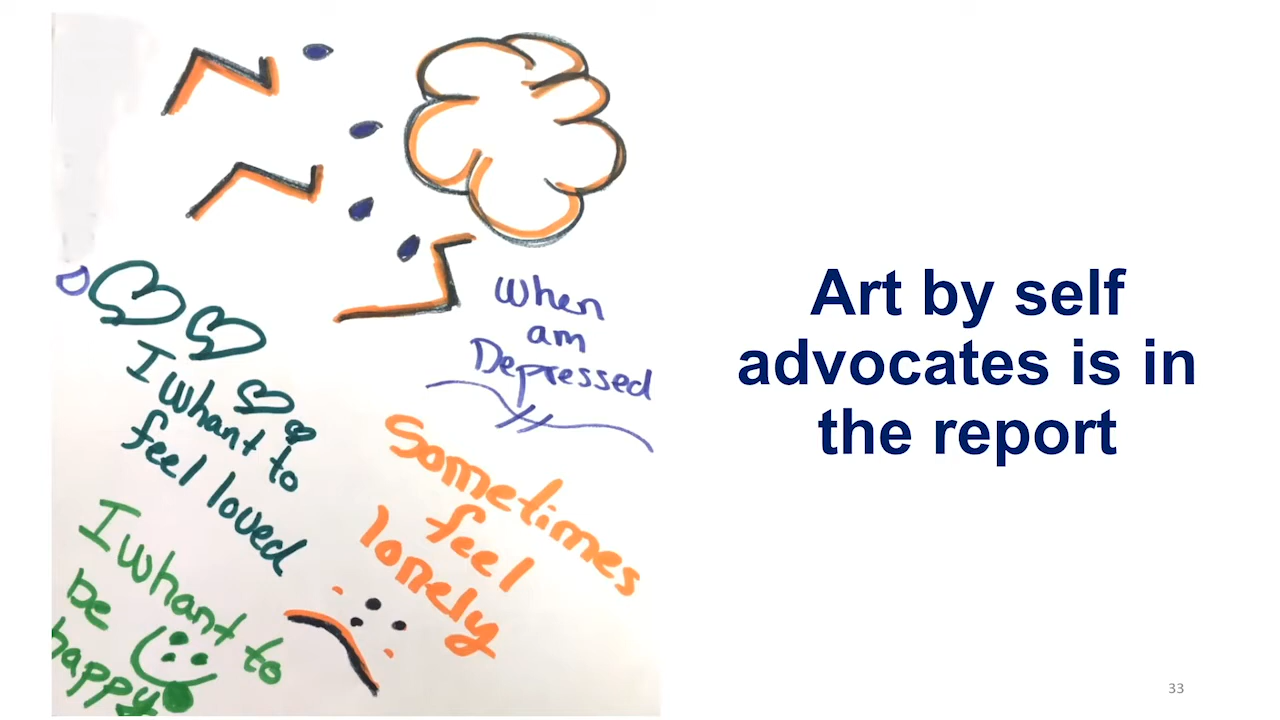 When
am
Depressed
I whant to
feel loved
Sometimes
feel
lonely
I whant to
be
happy
Art by self
advocates is in
the report
33